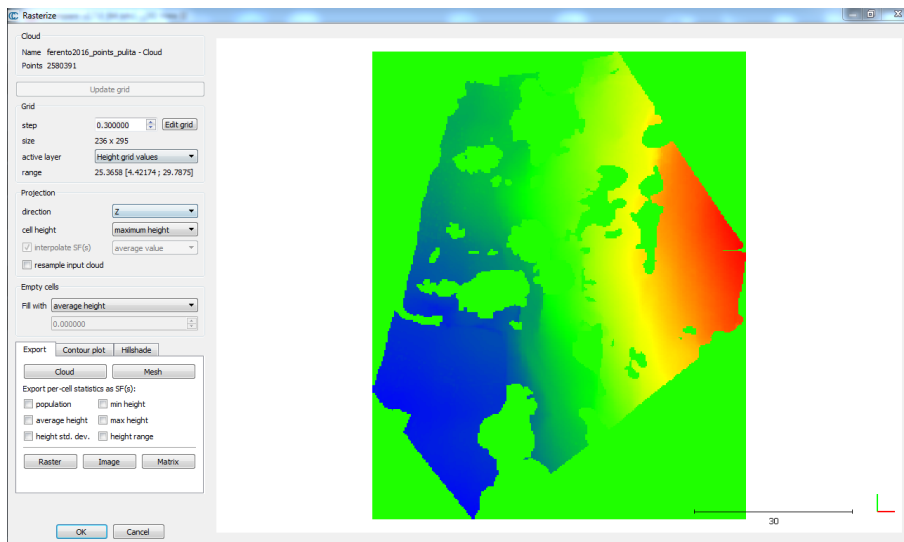 Rasterize
Cloud
Name ferento2016_points_pulita - Cloud
Points 2580391
Update grid
Grid
step 0.300000 Edit grid
size 236 x 295
active layer Height grid values
range 25.3658 [4.42174 ; 29.7875]
Projection
direction Z
cell height maximum height
interpolate SF(s) average value
resample input cloud
Empty cells
Fill with average height
0.000000
Export Contour plot Hillshade
Cloud Mesh
Export per-cell statistics as SF(s):
population min height
average height max height
height std. dev. height range
Raster Image Matrix
OK Cancel
30